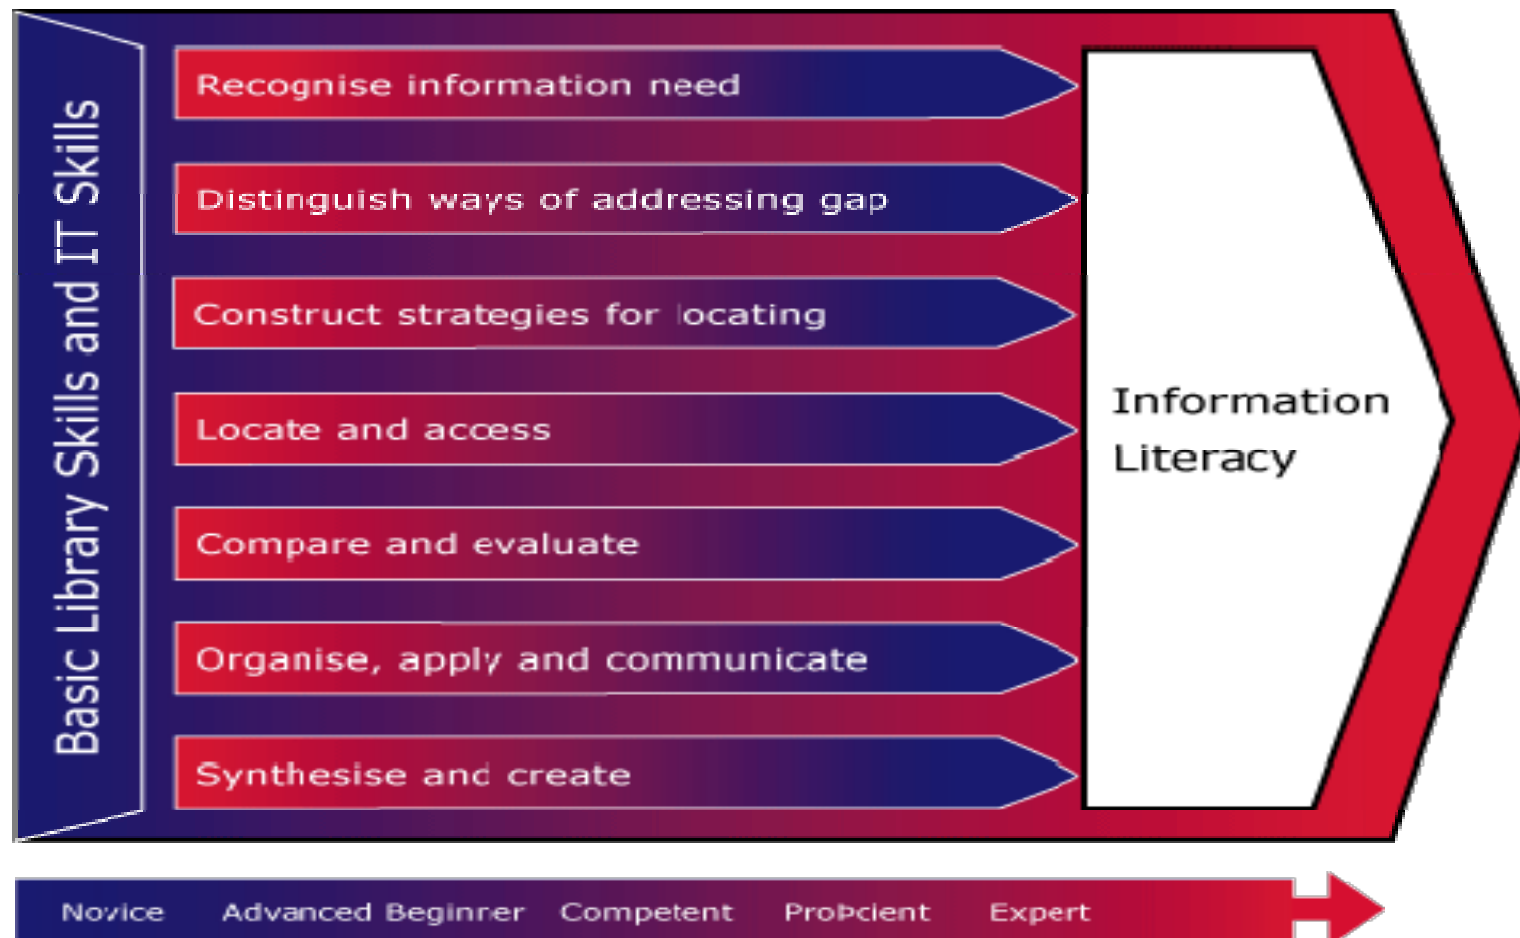 Basic Library Skills and IT Skills
Recognise information need
Distinguish ways of addressing gap
Construct strategies for locating
Locate and access
Compare and evaluate
Organise, apply and communicate
Synthesise and create
Information
Literacy
Novice Advanced Beginner Competent ProÞcient Expert